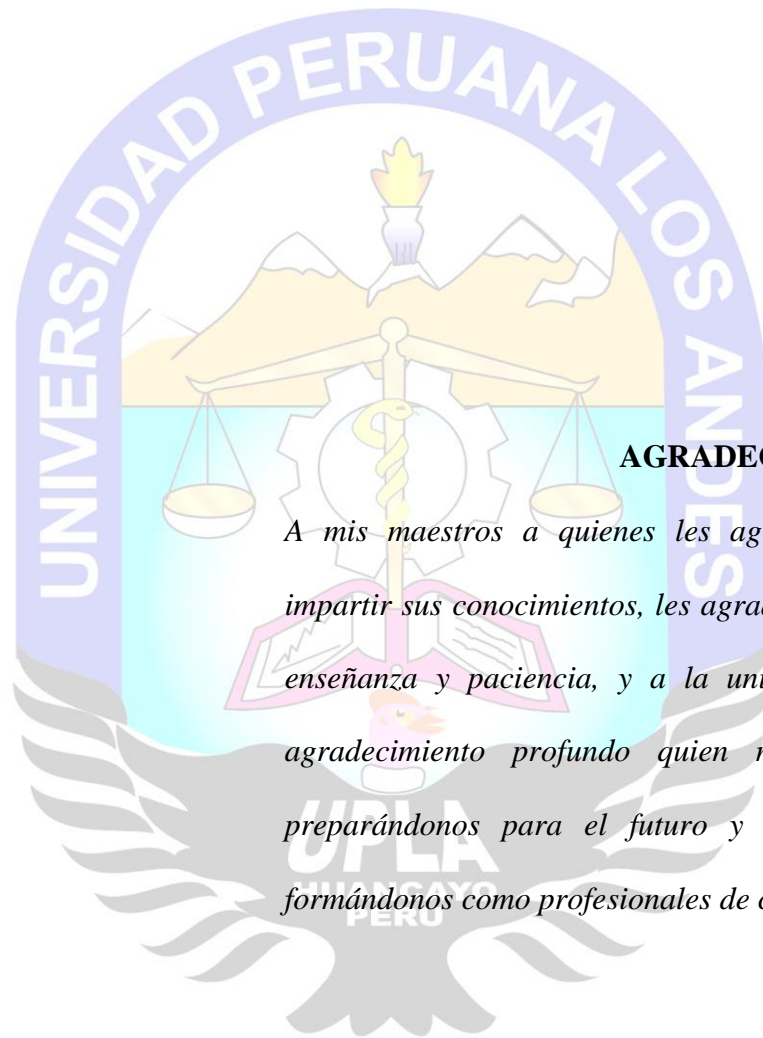 UNIVERSIDAD PERUANA LOS ANDES
AGRADEC
A mis maestros a quienes les ag
impartir sus conocimientos, les agrad
enseñanza y paciencia, y a la uni
agradecimiento profundo quien
preparándonos para el futuro y
formándonos como profesionales de
UPLA
HUANCAYO
PERÚ